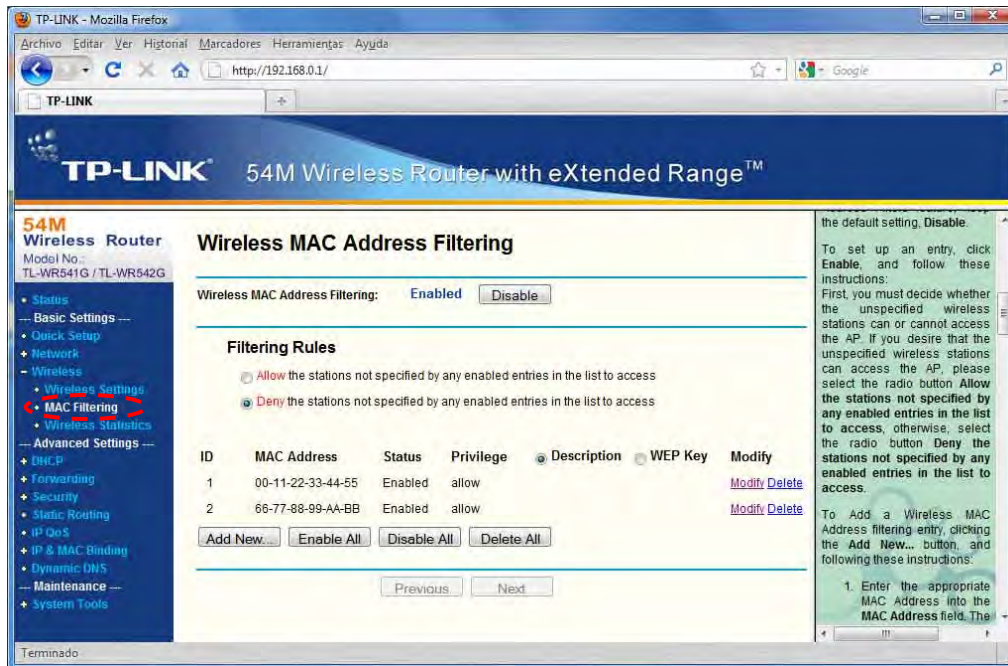 TP-LINK - Mozilla Firefox
Archivo Editar Ver Historial Marcadores Herramientas Ayuda
http://192.168.0.1/
Google
TP-LINK
TP-LINK® 54M Wireless Router with eXtended Range™
54M
Wireless Router
Model No.:
TL-WR541G / TL-WR542G
• Status
--- Basic Settings ---
• Quick Setup
+ Network
- Wireless
• Wireless Settings
• MAC Filtering
• Wireless Statistics
--- Advanced Settings ---
+ DHCP
+ Forwarding
+ Security
• Static Routing
• IP QoS
+ IP & MAC Binding
• Dynamic DNS
--- Maintenance ---
+ System Tools
Wireless MAC Address Filtering
Wireless MAC Address Filtering: Enabled Disable
Filtering Rules
Allow the stations not specified by any enabled entries in the list to access
Deny the stations not specified by any enabled entries in the list to access
ID MAC Address Status Privilege Description WEP Key Modify
1 00-11-22-33-44-55 Enabled allow Modify Delete
2 66-77-88-99-AA-BB Enabled allow Modify Delete
Add New... Enable All Disable All Delete All
Previous Next
the default setting, Disable.
To set up an entry, click
Enable, and follow these
instructions:
First, you must decide whether
the unspecified wireless
stations can or cannot access
the AP. If you desire that the
unspecified wireless stations
can access the AP, please
select the radio button Allow
the stations not specified by
any enabled entries in the list
to access, otherwise, select
the radio button Deny the
stations not specified by any
enabled entries in the list to
access.
To Add a Wireless MAC
Address filtering entry, clicking
the Add New... button, and
following these instructions:
1. Enter the appropriate
MAC Address into the
MAC Address field. The
Terminado